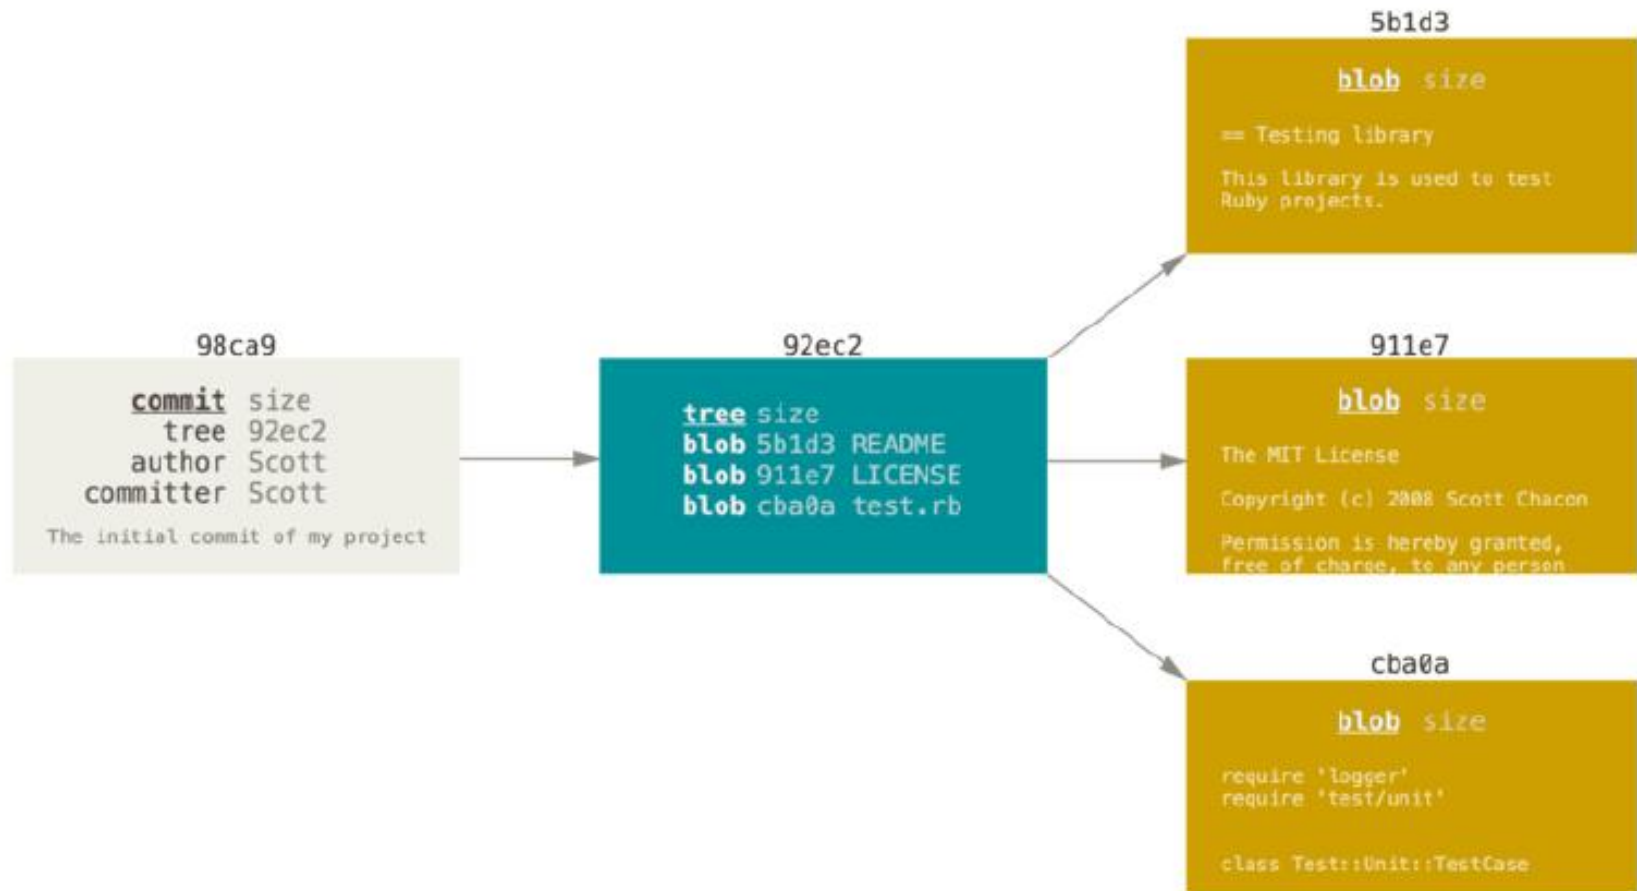 98ca9
commit size
tree 92ec2
author Scott
committer Scott
The initial commit of my project
92ec2
tree size
blob 5b1d3 README
blob 911e7 LICENSE
blob cba0a test.rb
5b1d3
blob size
== Testing library
This library is used to test
Ruby projects.
911e7
blob size
The MIT License
Copyright (c) 2008 Scott Chacon
Permission is hereby granted,
free of charge, to any person
cba0a
blob size
require 'logger'
require 'test/unit'
class Test::Unit::TestCase